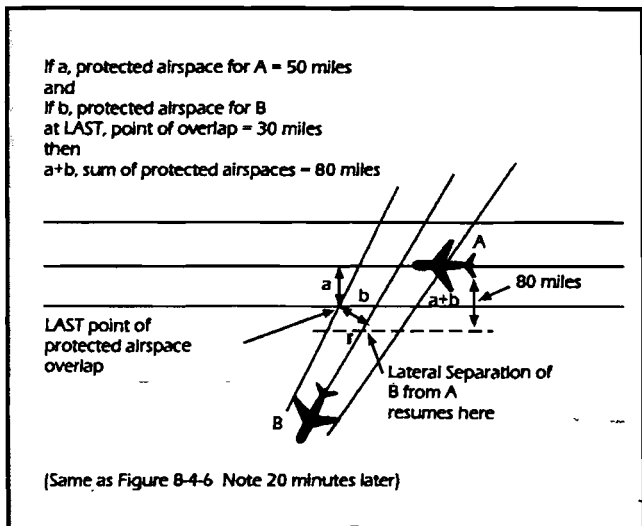 If a, protected airspace for A = 50 miles
and
If b, protected airspace for B
at LAST, point of overlap = 30 miles
then
a+b, sum of protected airspaces = 80 miles
A
a
b
a+b
80 miles
LAST point of
protected airspace
overlap
r
Lateral Separation of
B from A
resumes here
B
(Same as Figure 8-4-6 Note 20 minutes later)